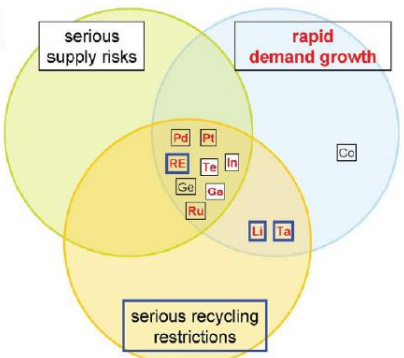 serious
supply risks
rapid
demand growth
Pd Pt
RE Te In
Co
Ge Ga
Ru
Li Ta
serious recycling
restrictions